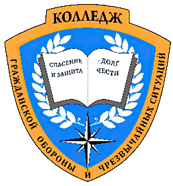 КОЛЛЕДЖ
ГРАЖДАНСКОЙ ОБОРОНЫ И ЧРЕЗВЫЧАЙНЫХ СИТУАЦИЙ
СПАСЕНИЕ
И ЗАЩИТА
ДОЛГ
ЧЕСТИ